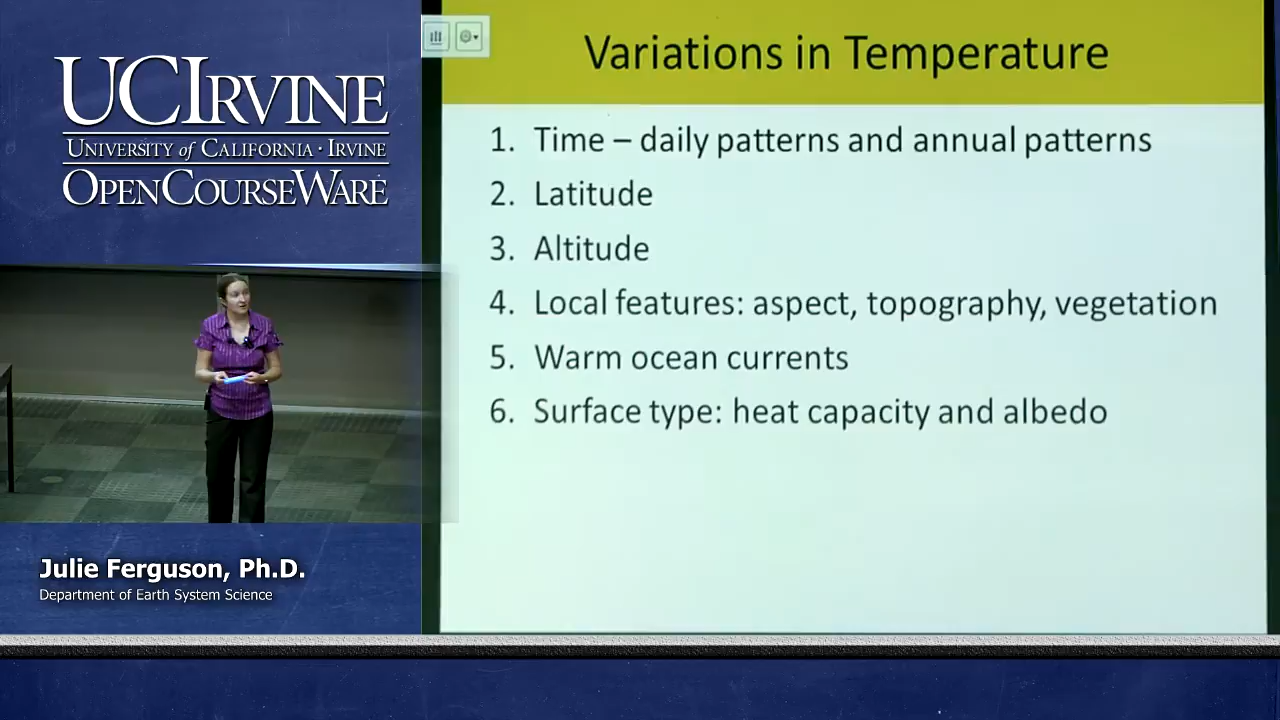 UCIRVINE
UNIVERSITY of CALIFORNIA · IRVINE
OPENCOURSEWARE
Variations in Temperature
1. Time – daily patterns and annual patterns
2. Latitude
3. Altitude
4. Local features: aspect, topography, vegetation
5. Warm ocean currents
6. Surface type: heat capacity and albedo
Julie Ferguson, Ph.D.
Department of Earth System Science